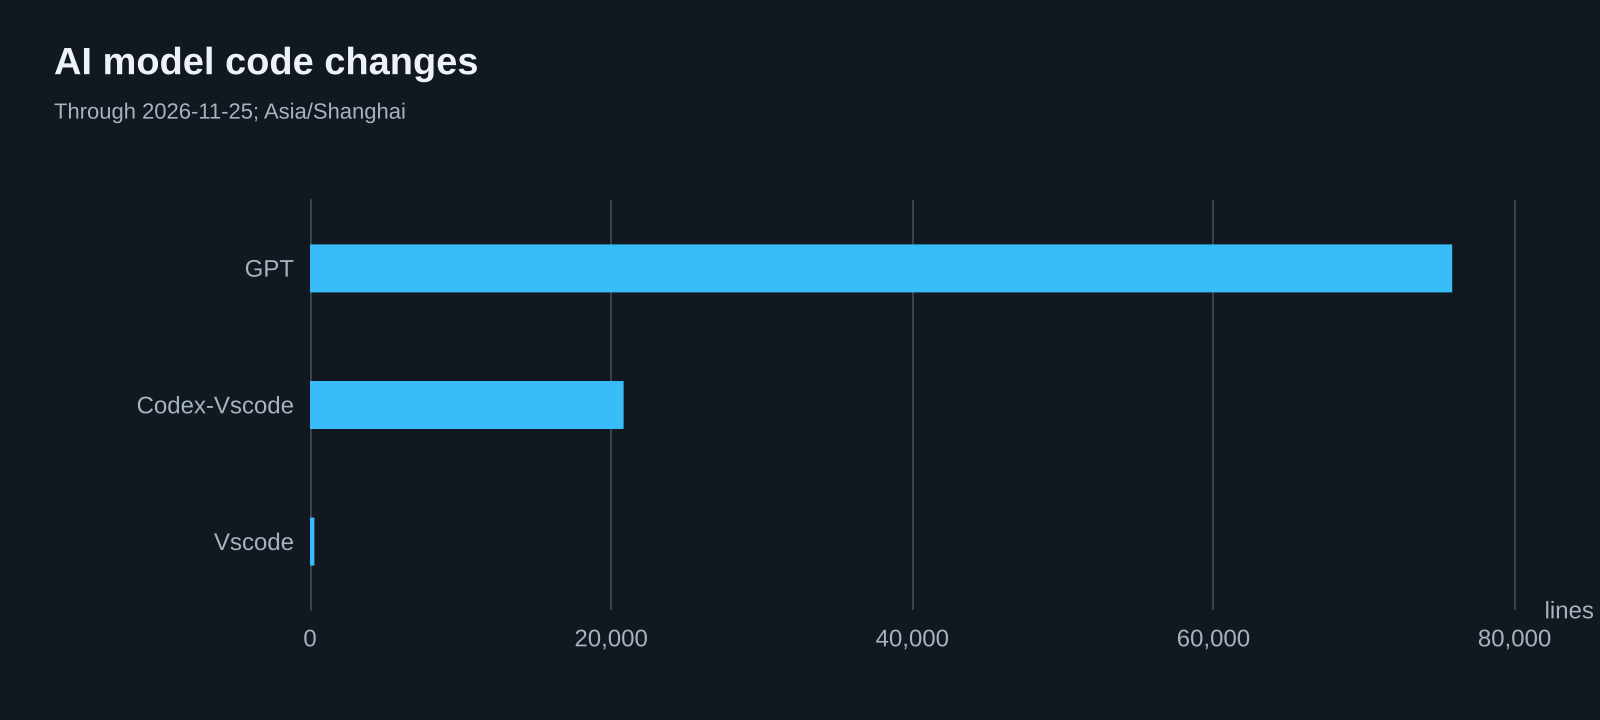 AI model code changes
Through 2026-11-25; Asia/Shanghai
GPT
Codex-Vscode
Vscode
lines
0 20,000 40,000 60,000 80,000